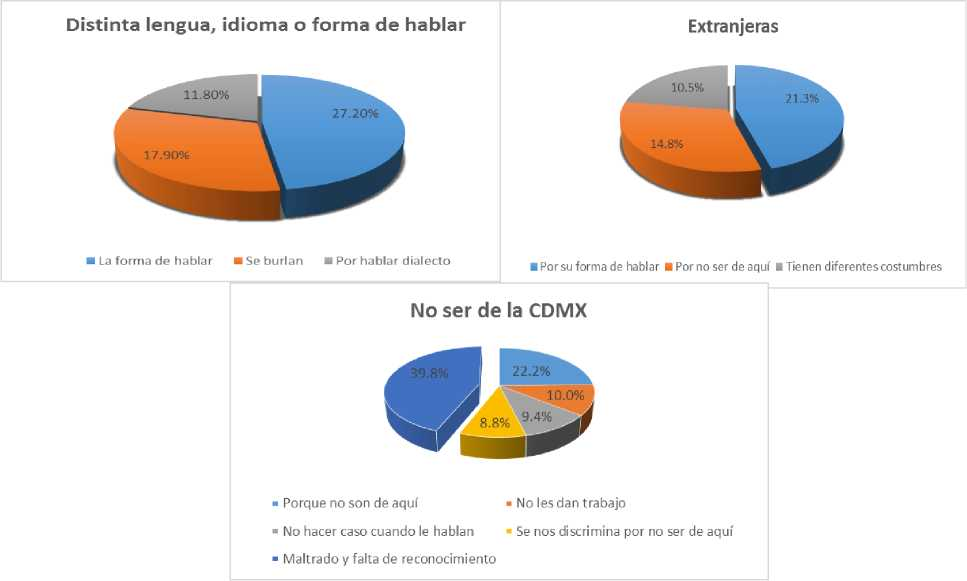 Distinta lengua, idioma o forma de hablar
11.80%
27.20%
17.90%
La forma de hablar Se burlan Por hablar dialecto
Extranjeras
10.5%
21.3%
14.8%
Por su forma de hablar Por no ser de aquí Tienen diferentes costumbres
No ser de la CDMX
39.8%
22.2%
10.0%
9.4%
8.8%
Porque no son de aquí No les dan trabajo
No hacer caso cuando le hablan Se nos discrimina por no ser de aquí
Maltrado y falta de reconocimiento